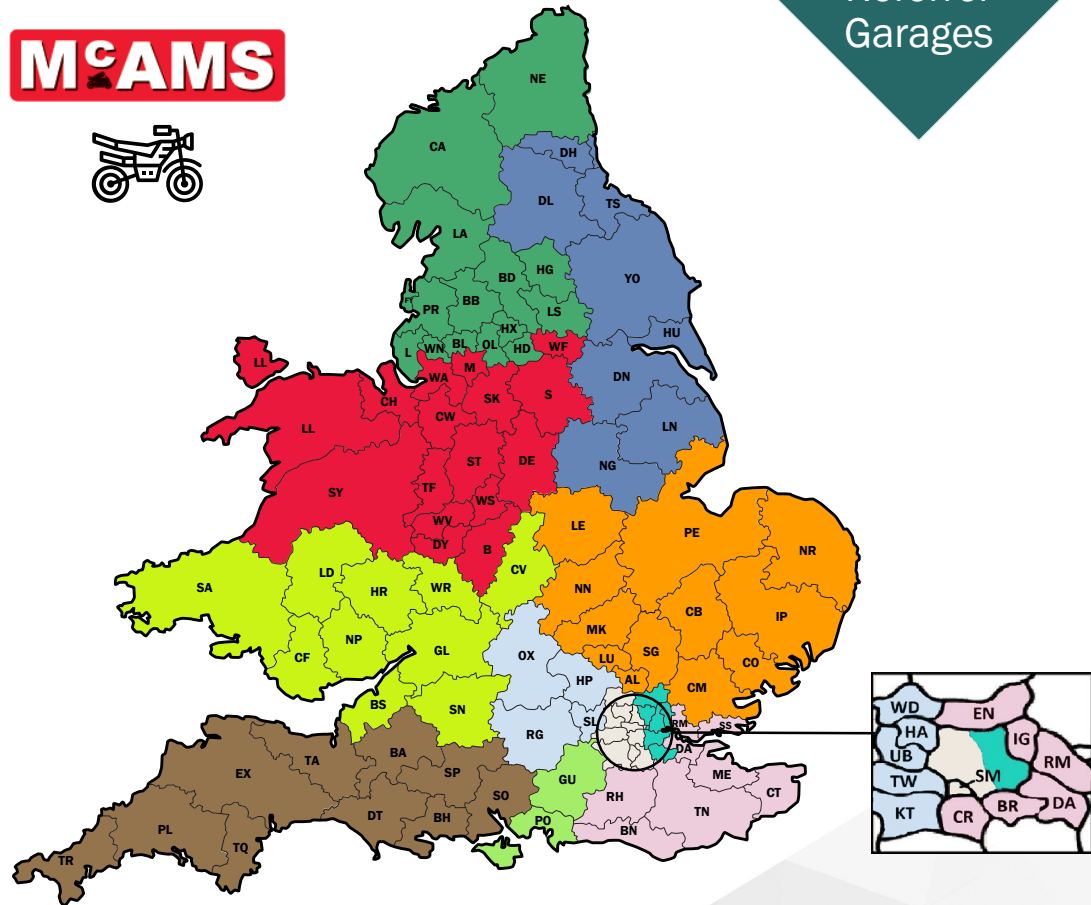 Garages
McAMS
NE
CA
DH
DL
TS
LA
YO
BD
HG
BB
PR
LS
HX
HU
L
WN
BL
OL
HD
WF
M
LL
WA
DN
CH
SK
S
CW
LN
LL
ST
DE
NG
SY
TF
WS
WV
LE
PE
DY
B
NR
CV
LD
SA
HR
WR
NN
CB
IP
MK
NP
GL
OX
LU
SG
CO
CF
HP
AL
CM
BS
SN
SL
RM
SS
RG
DA
BA
TA
EX
SP
GU
ME
CT
SO
RH
TN
DT
BH
PO
BN
PL
TQ
TR
WD
EN
HA
IG
UB
RM
TW
SM
KT
CR
BR
DA